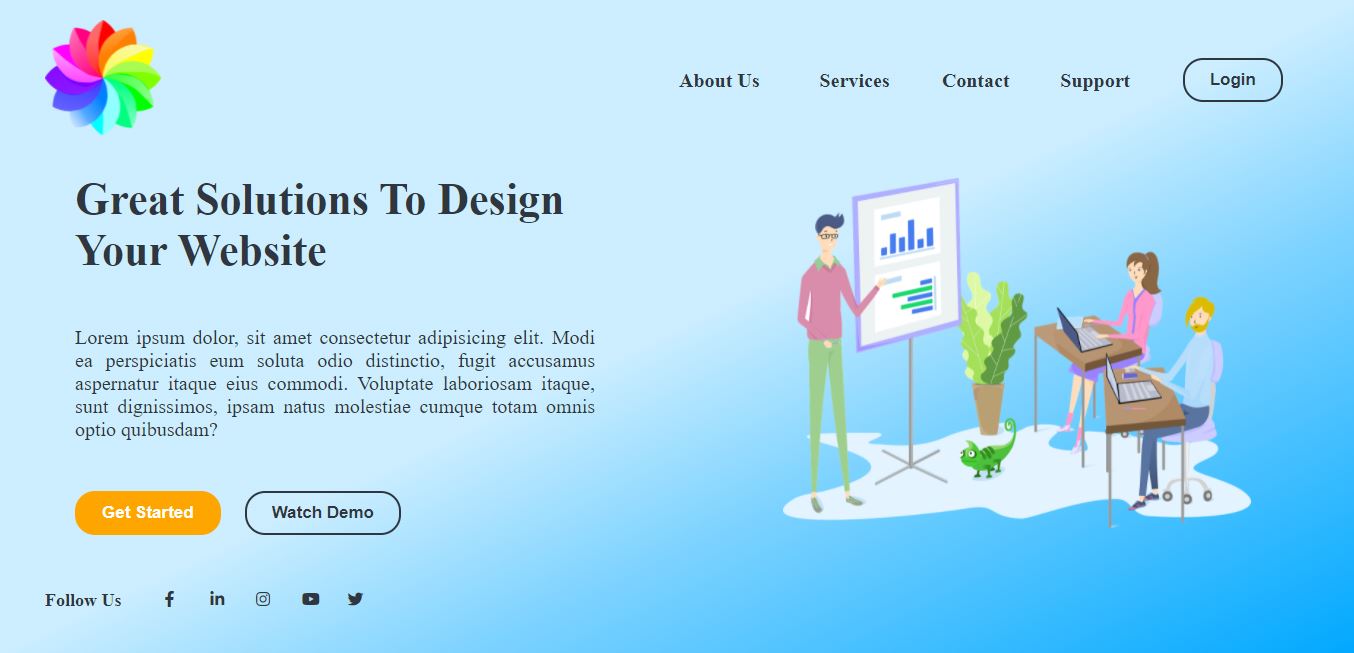 About Us
Services
Contact
Support
Login
Great Solutions To Design
Your Website
Lorem ipsum dolor, sit amet consectetur adipisicing elit. Modi
ea perspiciatis eum soluta odio distinctio, fugit accusamus
aspernatur itaque eius commodi. Voluptate laboriosam itaque,
sunt dignissimos, ipsam natus molestiae cumque totam omnis
optio quibusdam?
Get Started
Watch Demo
Follow Us